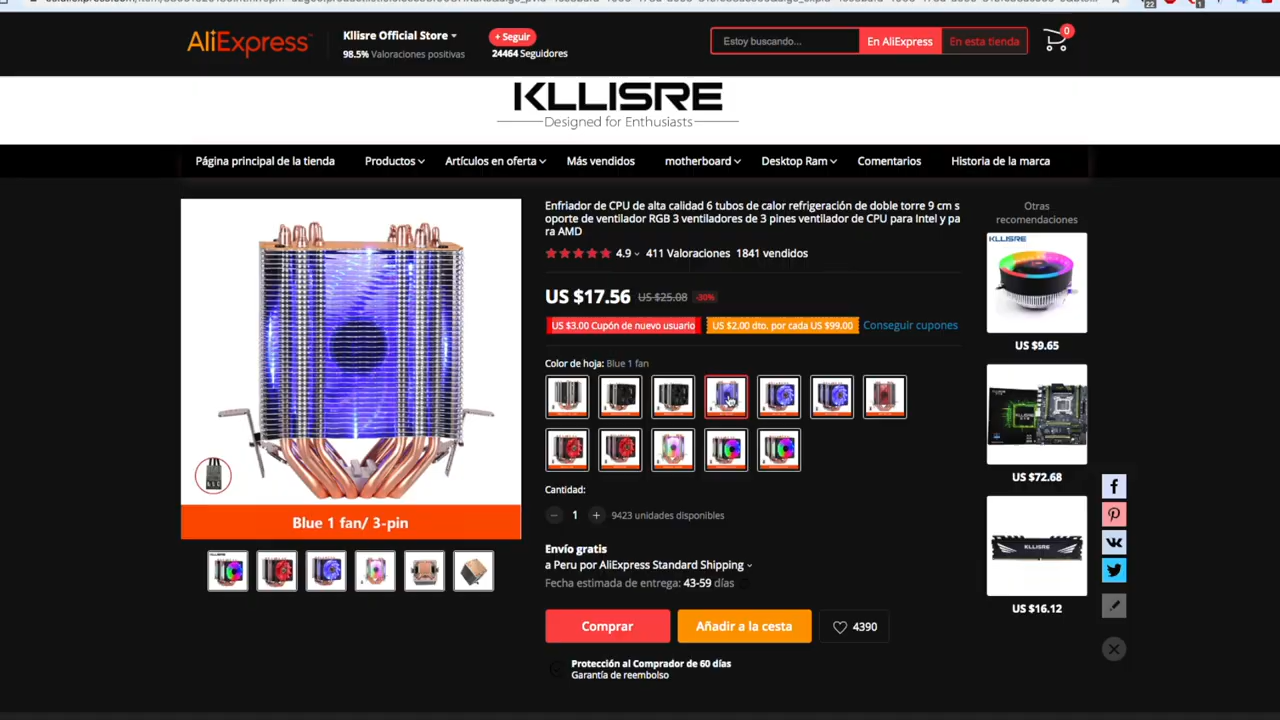 AliExpress
Kllisre Official Store
98.5% Valoraciones positivas
+ Seguir
24464 Seguidores
Estoy buscando...
En AliExpress
En esta tienda
0
KLLISRE
Designed for Enthusiasts
Página principal de la tienda
Productos
Artículos en oferta
Más vendidos
motherboard
Desktop Ram
Comentarios
Historia de la marca
Enfriador de CPU de alta calidad 6 tubos de calor refrigeración de doble torre 9 cm s
oporte de ventilador RGB 3 ventiladores de 3 pines ventilador de CPU para Intel y pa
ra AMD
4.9 411 Valoraciones 1841 vendidos
US $17.56 US $25.08 -30%
US $3.00 Cupón de nuevo usuario
US $2.00 dto. por cada US $99.00
Conseguir cupones
Color de hoja: Blue 1 fan
Cantidad:
− 1 + 9423 unidades disponibles
Envío gratis
a Peru por AliExpress Standard Shipping
Fecha estimada de entrega: 43-59 días
Comprar
Añadir a la cesta
4390
Protección al Comprador de 60 días
Garantía de reembolso
Blue 1 fan/ 3-pin
Otras
recomendaciones
KLLISRE
US $9.65
US $72.68
KLLISRE
US $16.12